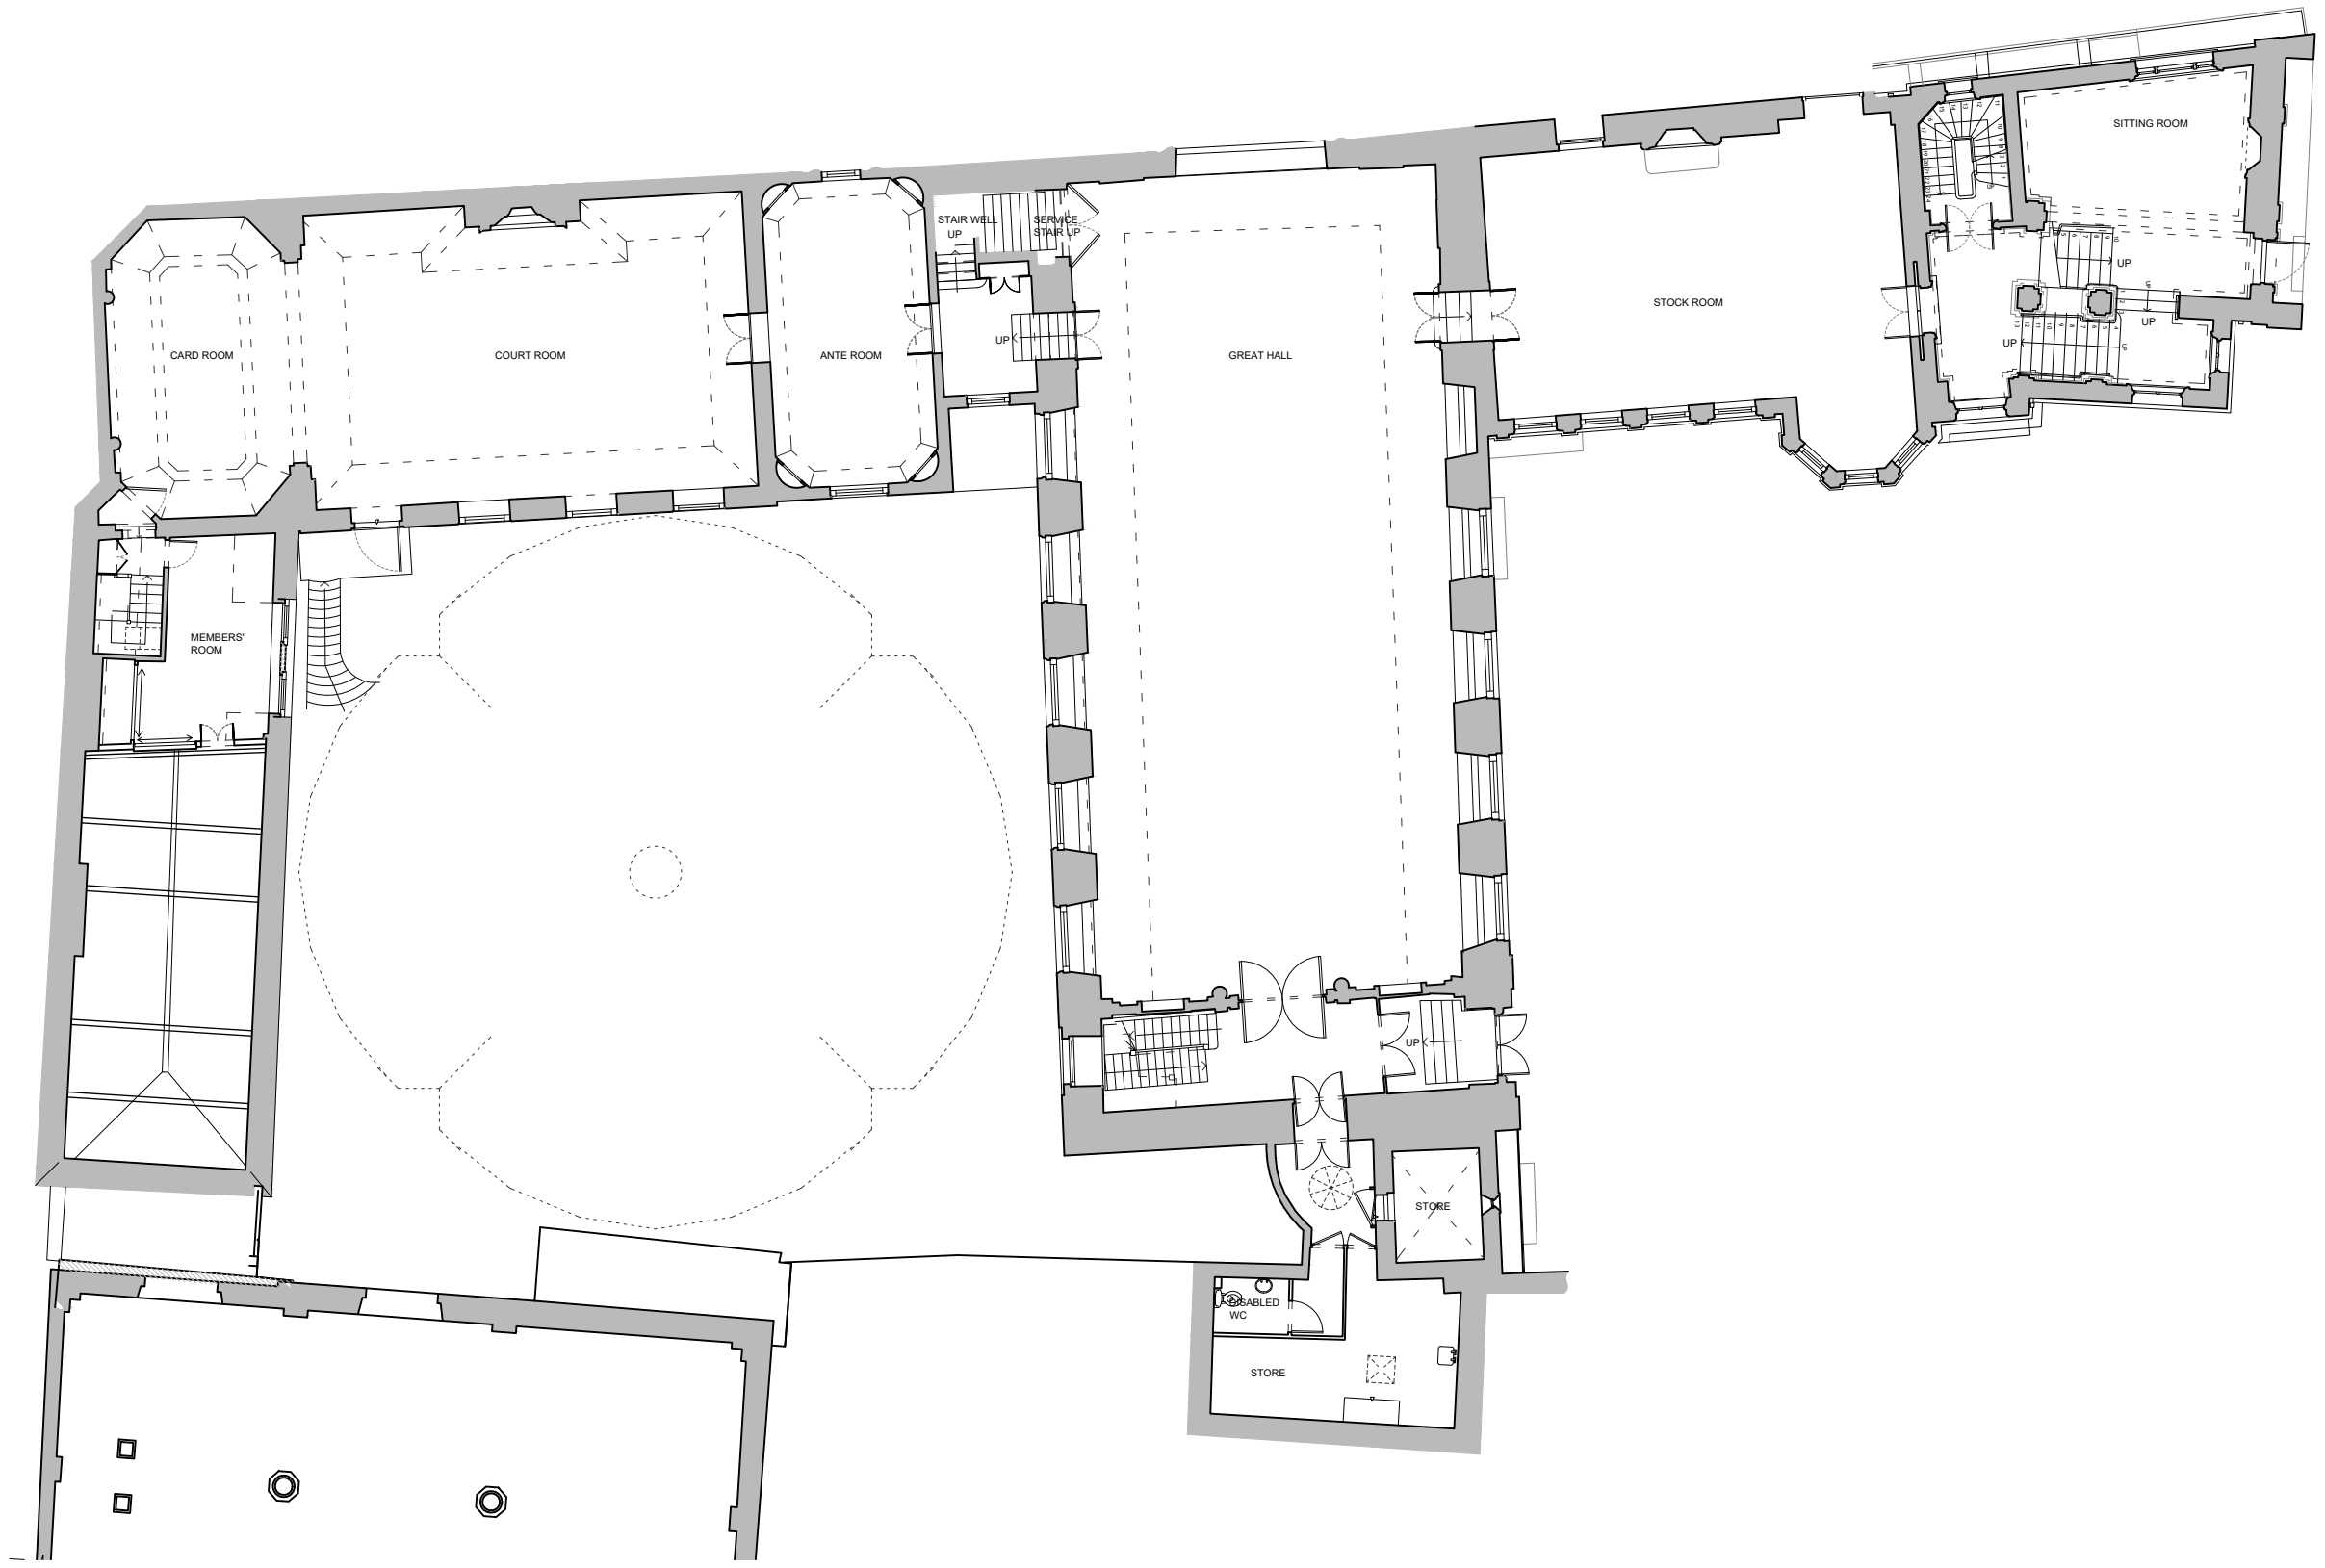 SITTING ROOM
STAIR WELL
UP
SERVICE
STAIR UP
UP
STOCK ROOM
UP
UP
UP
CARD ROOM
COURT ROOM
ANTE ROOM
GREAT HALL
MEMBERS'
ROOM
UP
STORE
DISABLED
WC
STORE